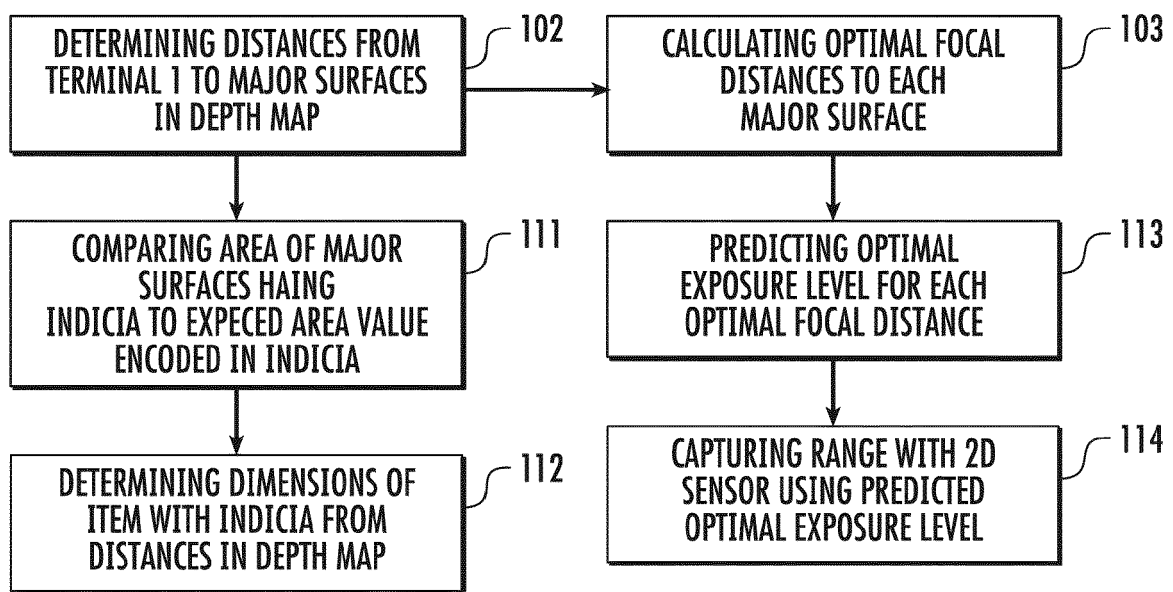 DETERMINING DISTANCES FROM
TERMINAL 1 TO MAJOR SURFACES
IN DEPTH MAP
102
CALCULATING OPTIMAL FOCAL
DISTANCES TO EACH
MAJOR SURFACE
103
COMPARING AREA OF MAJOR
SURFACES HAING
INDICIA TO EXPECED AREA VALUE
ENCODED IN INDICIA
111
PREDICTING OPTIMAL
EXPOSURE LEVEL FOR EACH
OPTIMAL FOCAL DISTANCE
113
DETERMINING DIMENSIONS OF
ITEM WITH INDICIA FROM
DISTANCES IN DEPTH MAP
112
CAPTURING RANGE WITH 2D
SENSOR USING PREDICTED
OPTIMAL EXPOSURE LEVEL
114